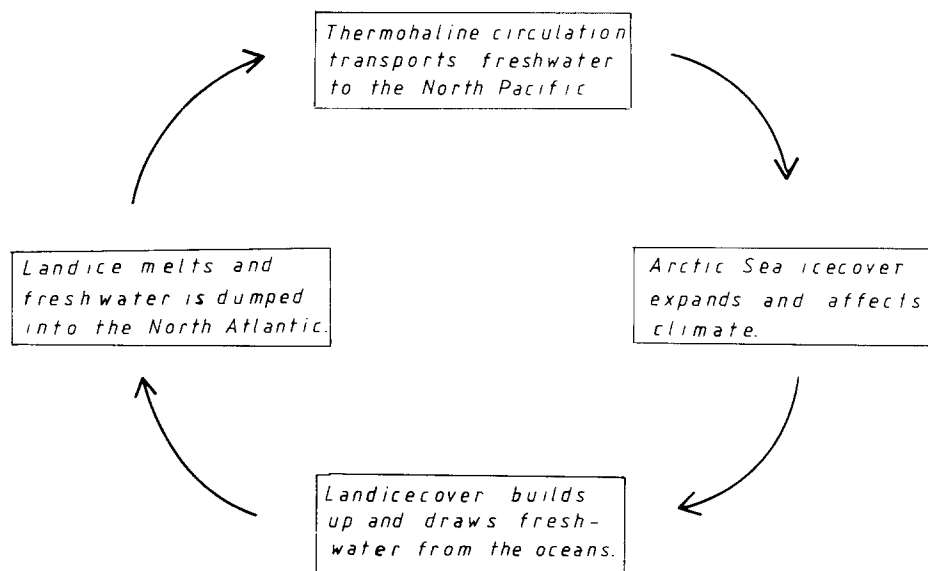 Thermohaline circulation
transports freshwater
to the North Pacific
Arctic Sea icecover
expands and affects
climate.
Landicecover builds
up and draws fresh-
water from the oceans.
Landice melts and
freshwater is dumped
into the North Atlantic.